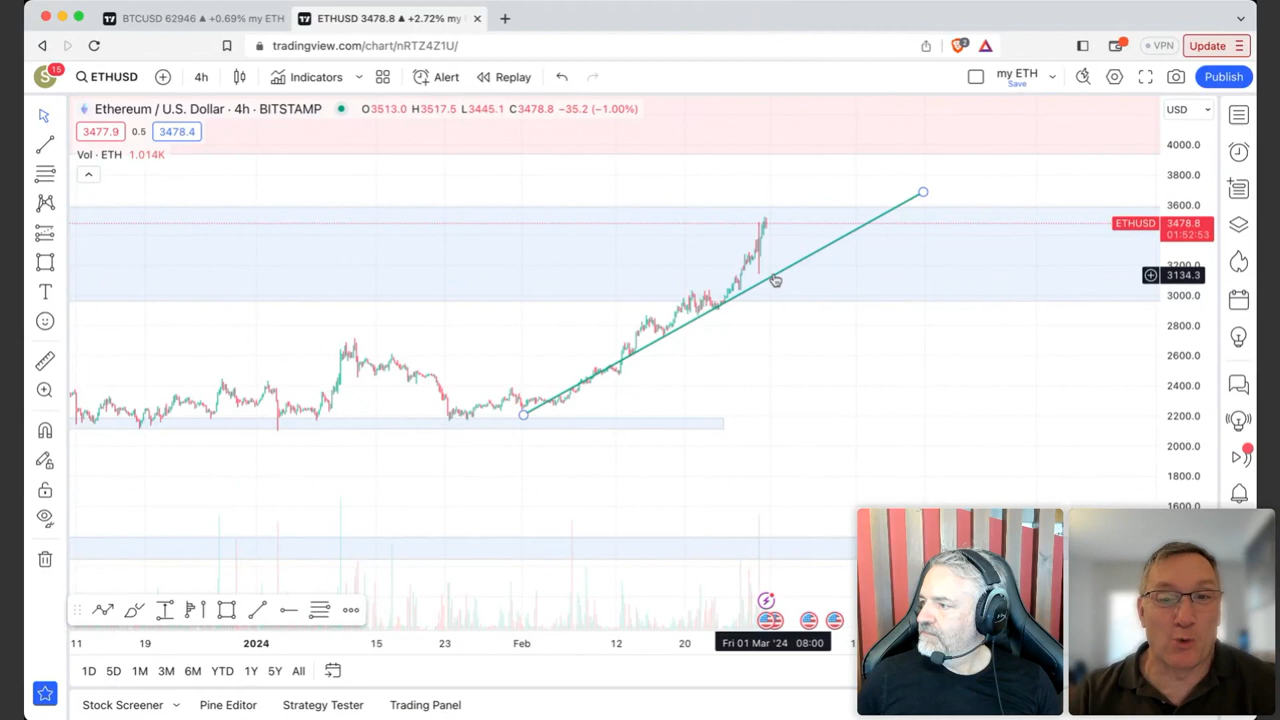 BTCUSD 62946 ▲ +0.69% my ETH
ETHUSD 3478.8 ▲ +2.72% my
tradingview.com/chart/nRTZ4Z1U/
2
VPN
Update
S
15
ETHUSD
4h
Indicators
Alert
Replay
my ETH
Save
Publish
Ethereum / U.S. Dollar · 4h · BITSTAMP
O3513.0 H3517.5 L3445.1 C3478.8 −35.2 (−1.00%)
USD
3477.9
0.5
3478.4
Vol · ETH 1.014K
4000.0
3800.0
3600.0
ETHUSD
3478.8
01:52:53
3200.0
3134.3
3000.0
2800.0
2600.0
2400.0
2200.0
2000.0
1800.0
1600.0
11
19
2024
15
23
Feb
12
20
Fri 01 Mar '24 08:00
1D
5D
1M
3M
6M
YTD
1Y
5Y
All
Stock Screener
Pine Editor
Strategy Tester
Trading Panel